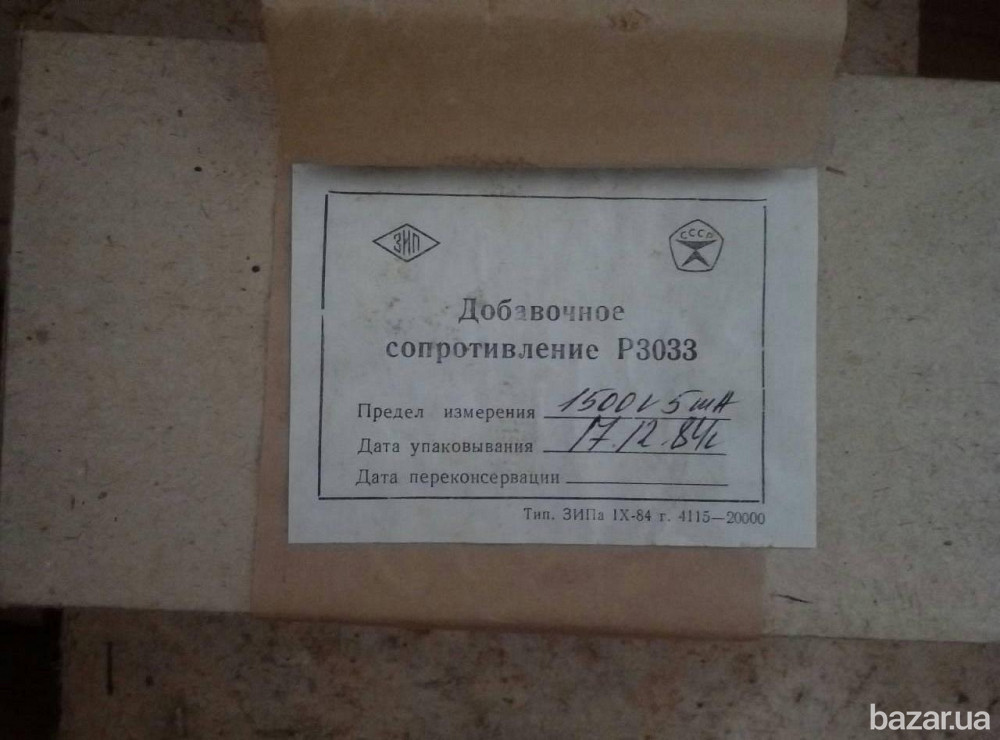 ЗИП
СССР
Добавочное
сопротивление Р3033
Предел измерения 1500V 5mA
Дата упаковывания 17.12.84г
Дата переконсервации
Тип. ЗИПа IX-84 г. 4115—20000
bazar.ua